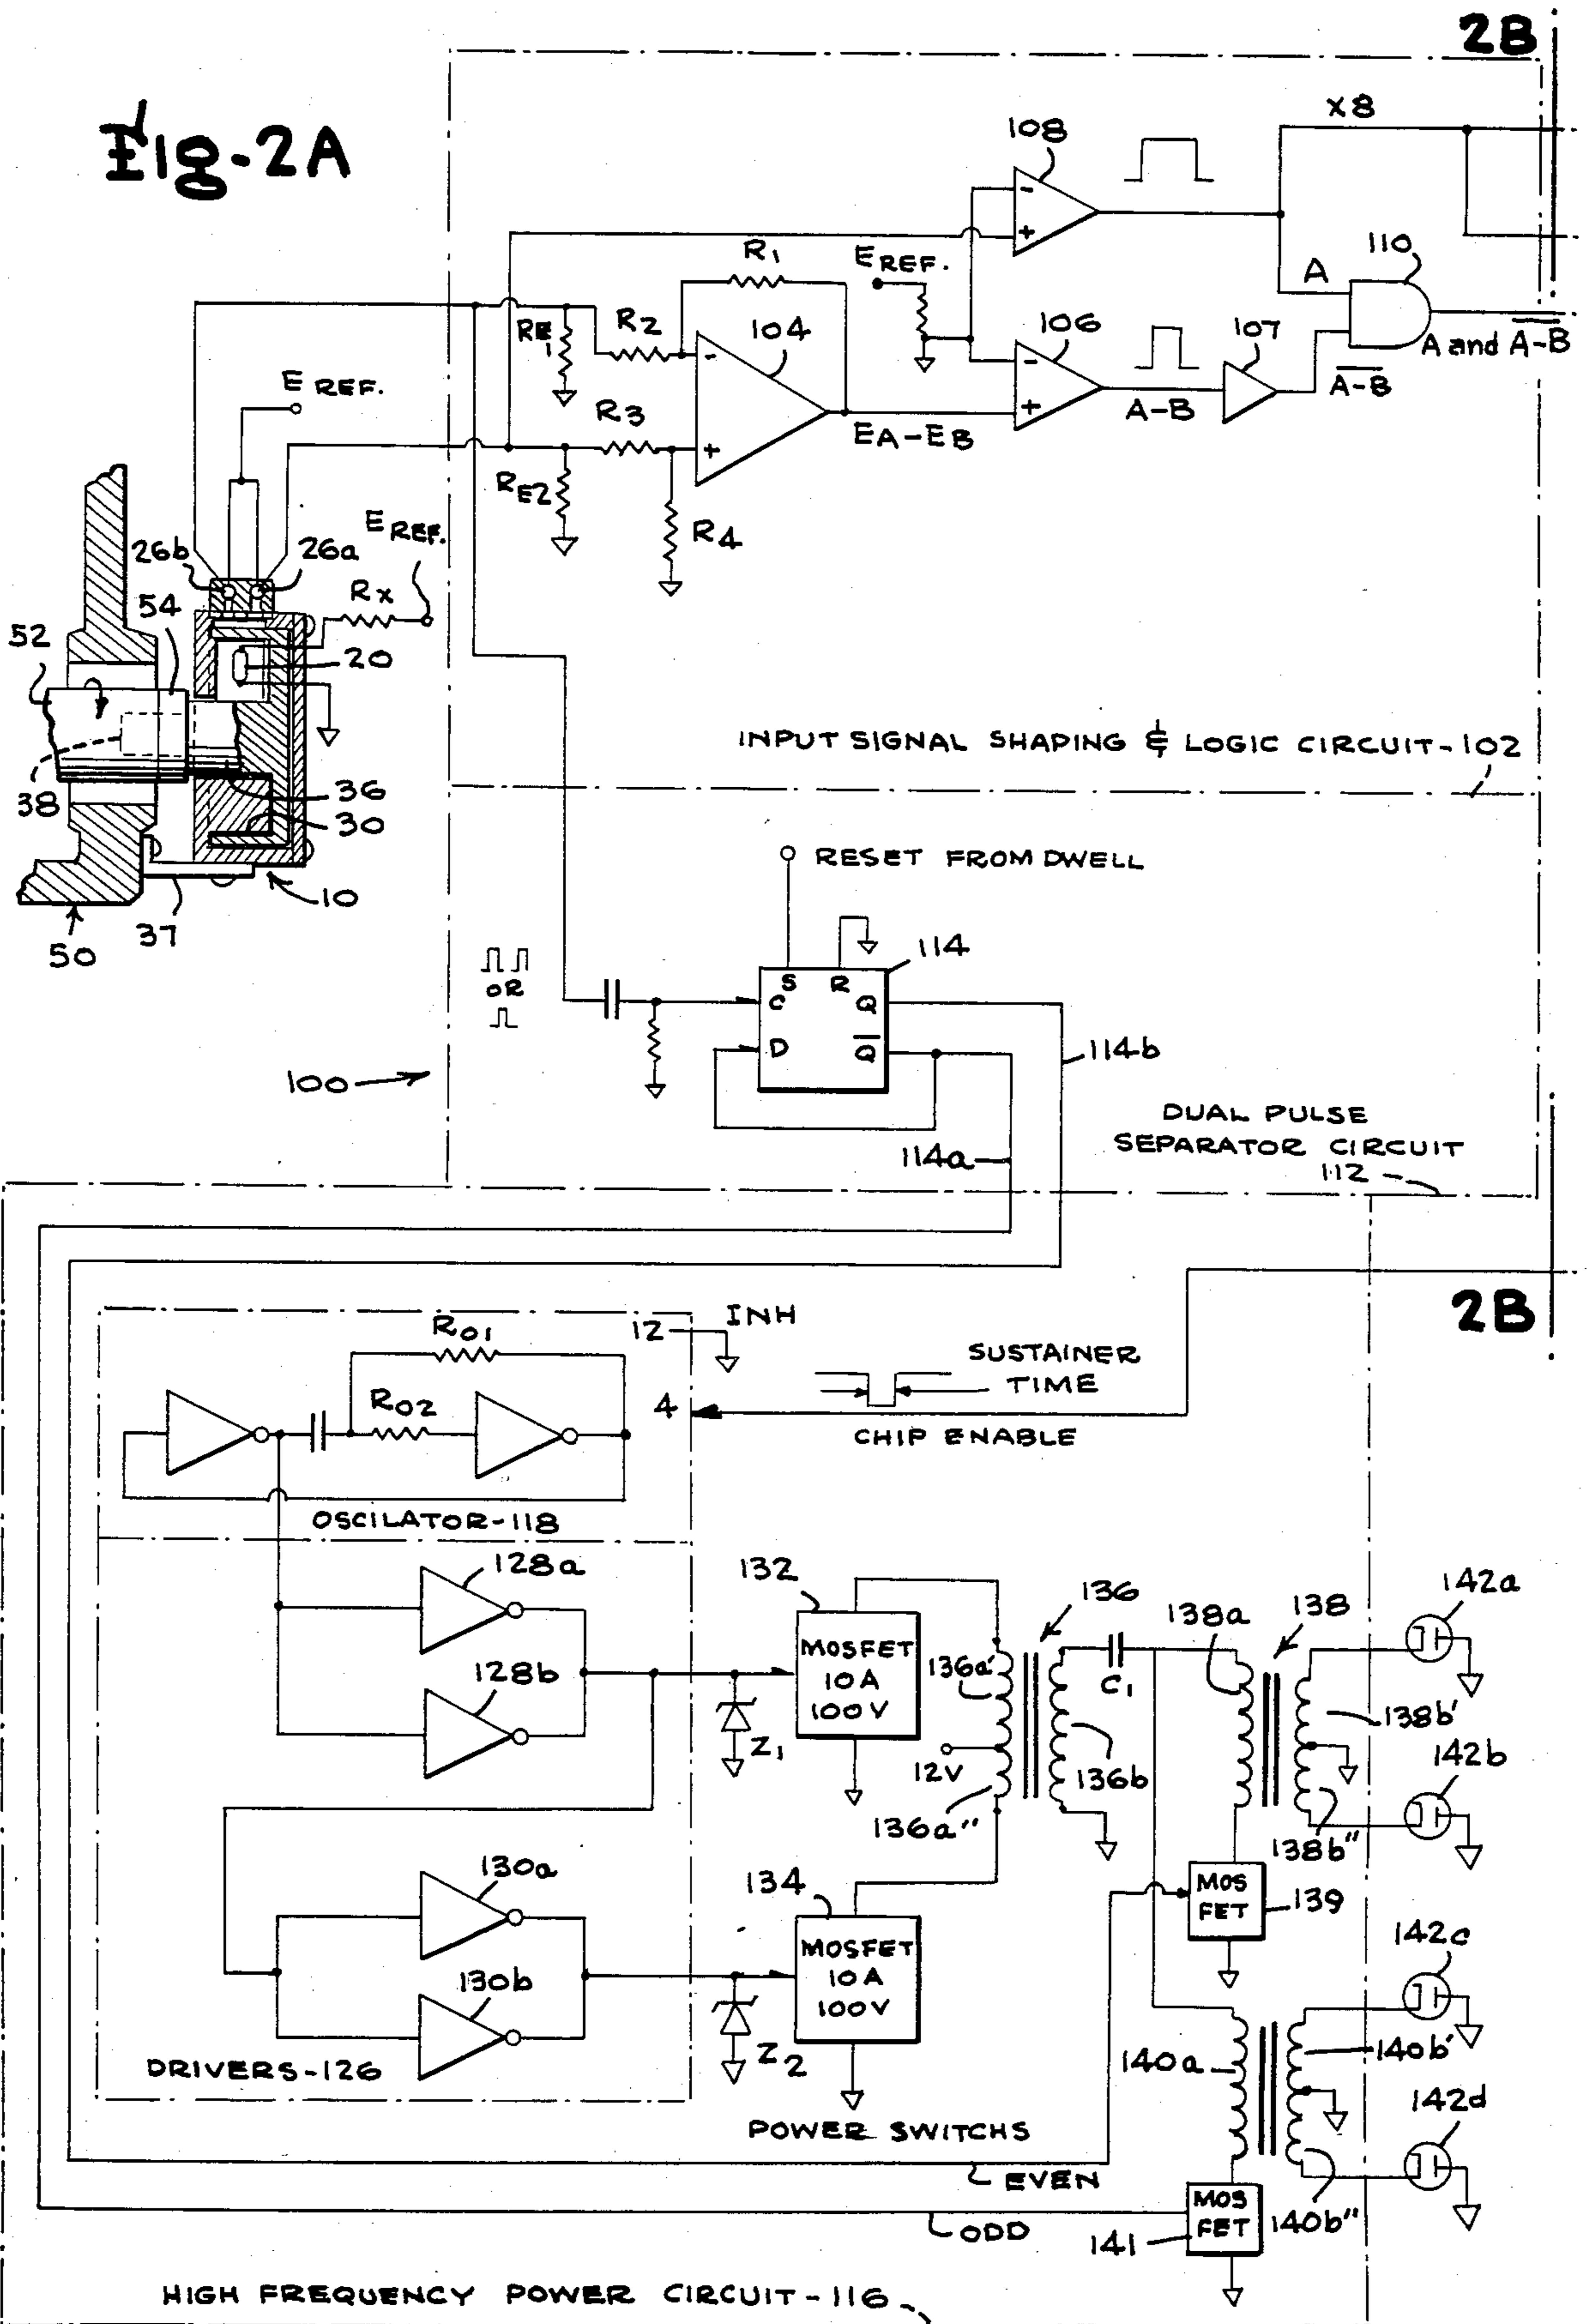 2B
Fig-2A
108
x8
110
A
A and A-B
R1
E REF.
RE1
R2
104
106
107
A-B
A-B
-
+
-
+
-
+
R3
EA-EB
E REF.
RE2
R4
E REF.
26b
26a
Rx
54
52
20
38
36
30
10
37
50
INPUT SIGNAL SHAPING & LOGIC CIRCUIT-102
RESET FROM DWELL
114
S
R
C
Q
D
Q
OR
114b
100
114a
DUAL PULSE
SEPARATOR CIRCUIT
112
2B
INH
12
RO1
RO2
4
SUSTAINER
TIME
CHIP ENABLE
OSCILATOR-118
128a
128b
132
MOSFET
10A
100V
Z1
136a'
12V
136a"
136
136b
C1
138a
138
138b'
138b"
142a
142b
130a
130b
134
MOSFET
10A
100V
Z2
DRIVERS-126
MOS
FET
139
142c
140a
140b'
142d
140b"
POWER SWITCHS
EVEN
ODD
MOS
FET
141
HIGH FREQUENCY POWER CIRCUIT-116